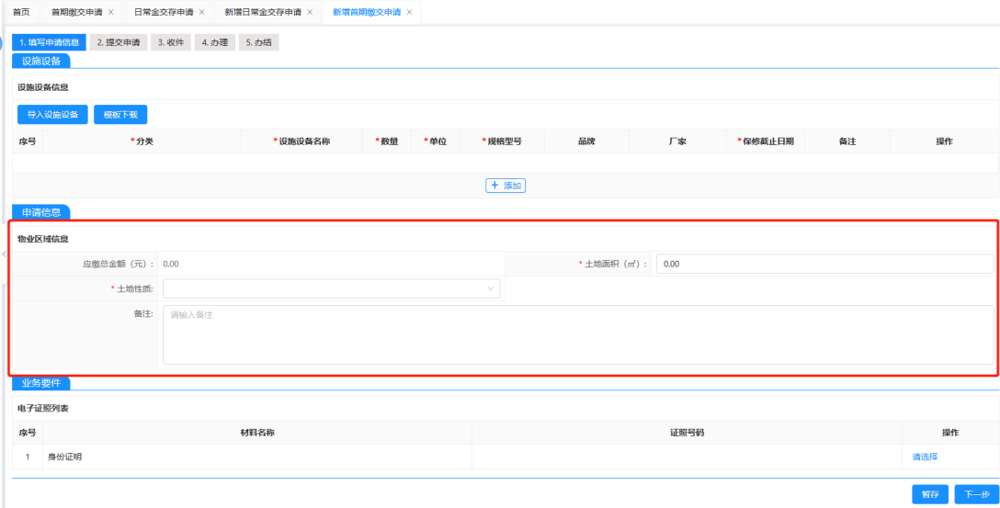 首页 首期缴交申请 × 日常金交存申请 × 新增日常金交存申请 × 新增首期缴交申请 ×
1. 填写申请信息 2. 提交申请 3. 收件 4. 办理 5. 办结
设施设备
设施设备信息
导入设施设备 模板下载
序号 *分类 *设施设备名称 *数量 *单位 *规格型号 品牌 厂家 *保修截止日期 备注 操作
+ 添加
申请信息
物业区域信息
应缴总金额（元）: 0.00 * 土地面积（㎡）: 0.00
* 土地性质:
备注: 请输入备注
业务要件
电子证照列表
序号 材料名称 证照号码 操作
1 身份证明 请选择
暂存 下一步